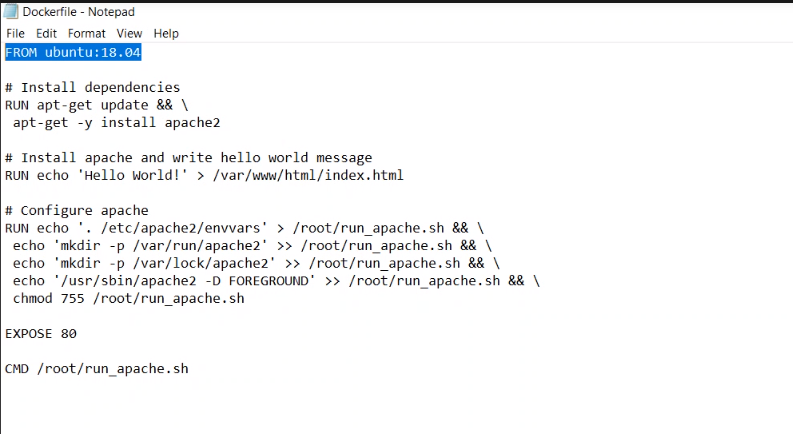 Dockerfile - Notepad
File Edit Format View Help
FROM ubuntu:18.04
# Install dependencies
RUN apt-get update && \
 apt-get -y install apache2
# Install apache and write hello world message
RUN echo 'Hello World!' > /var/www/html/index.html
# Configure apache
RUN echo '. /etc/apache2/envvars' > /root/run_apache.sh && \
 echo 'mkdir -p /var/run/apache2' >> /root/run_apache.sh && \
 echo 'mkdir -p /var/lock/apache2' >> /root/run_apache.sh && \
 echo '/usr/sbin/apache2 -D FOREGROUND' >> /root/run_apache.sh && \
 chmod 755 /root/run_apache.sh
EXPOSE 80
CMD /root/run_apache.sh